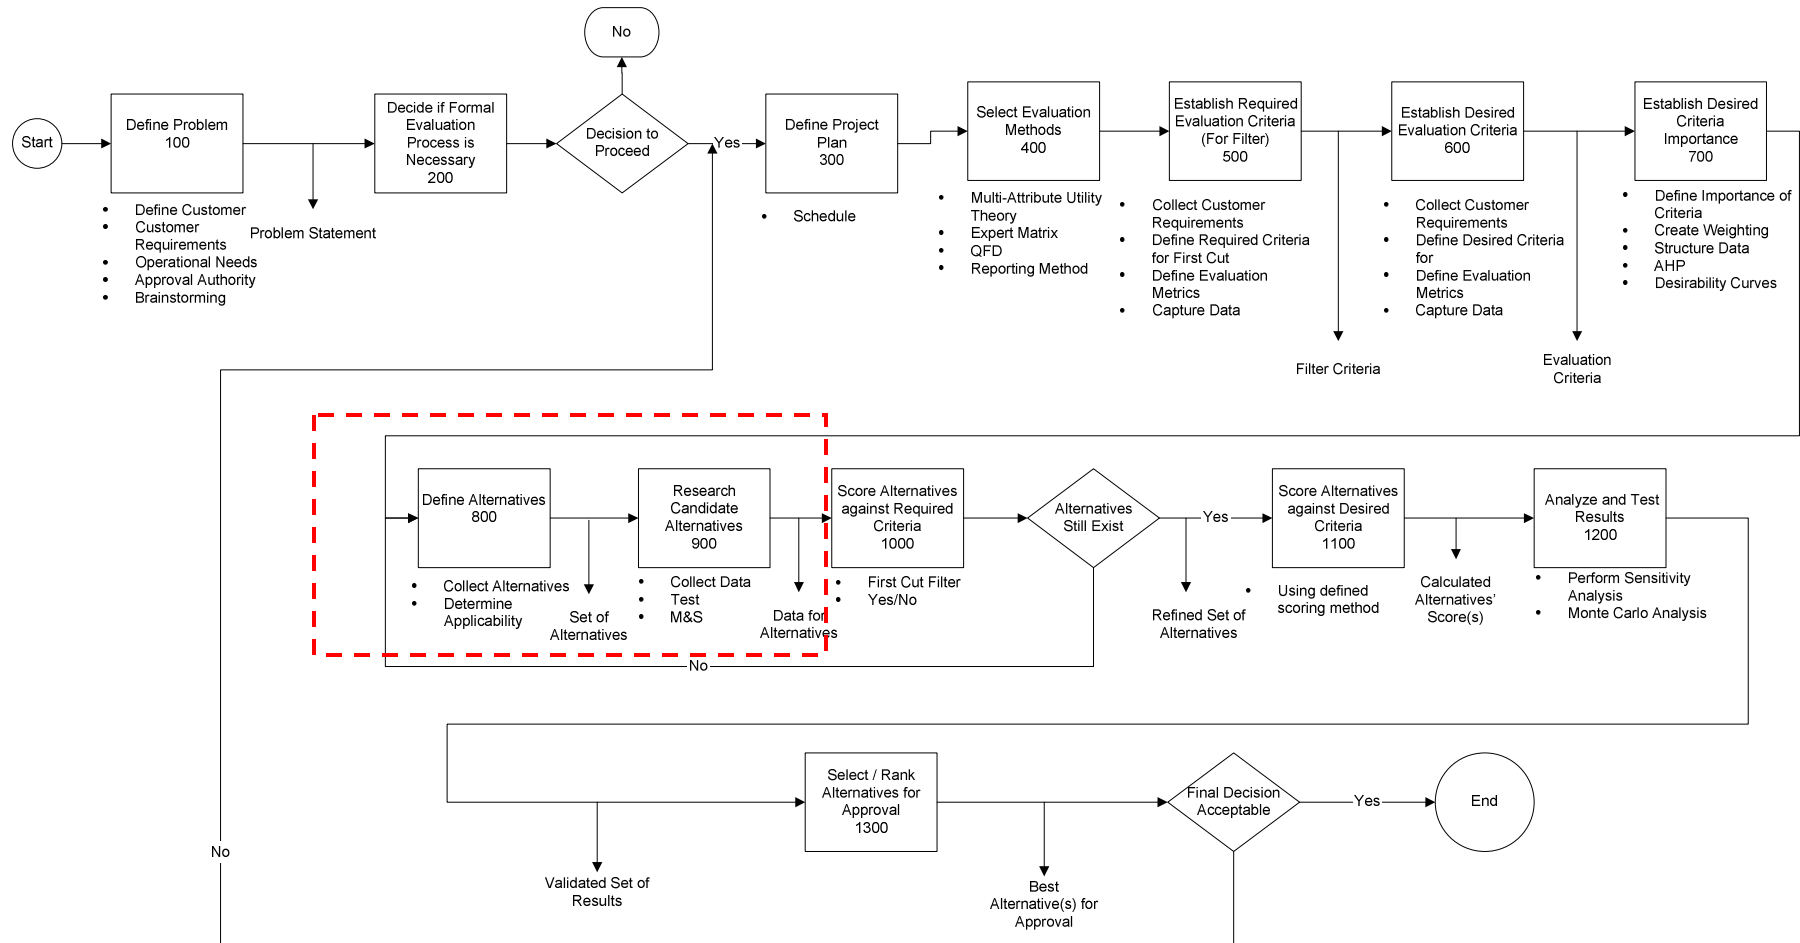 No
Start
Define Problem
100
Decide if Formal
Evaluation
Process is
Necessary
200
Decision to
Proceed
Yes
Define Project
Plan
300
Select Evaluation
Methods
400
Establish Required
Evaluation Criteria
(For Filter)
500
Establish Desired
Evaluation Criteria
600
Establish Desired
Criteria
Importance
700
• Define Customer
• Customer
Requirements
• Operational Needs
• Approval Authority
• Brainstorming
Problem Statement
• Schedule
• Multi-Attribute Utility
Theory
• Expert Matrix
• QFD
• Reporting Method
• Collect Customer
Requirements
• Define Required Criteria
for First Cut
• Define Evaluation
Metrics
• Capture Data
Filter Criteria
• Collect Customer
Requirements
• Define Desired Criteria
for
• Define Evaluation
Metrics
• Capture Data
Evaluation
Criteria
• Define Importance of
Criteria
• Create Weighting
• Structure Data
• AHP
• Desirability Curves
Define Alternatives
800
Research
Candidate
Alternatives
900
Score Alternatives
against Required
Criteria
1000
Alternatives
Still Exist
Yes
Score Alternatives
against Desired
Criteria
1100
Analyze and Test
Results
1200
• Collect Alternatives
• Determine
Applicability
Set of
Alternatives
• Collect Data
• Test
• M&S
Data for
Alternatives
• First Cut Filter
• Yes/No
Refined Set of
Alternatives
• Using defined
scoring method
Calculated
Alternatives'
Score(s)
• Perform Sensitivity
Analysis
• Monte Carlo Analysis
No
Select / Rank
Alternatives for
Approval
1300
Final Decision
Acceptable
Yes
End
No
Validated Set of
Results
Best
Alternative(s) for
Approval